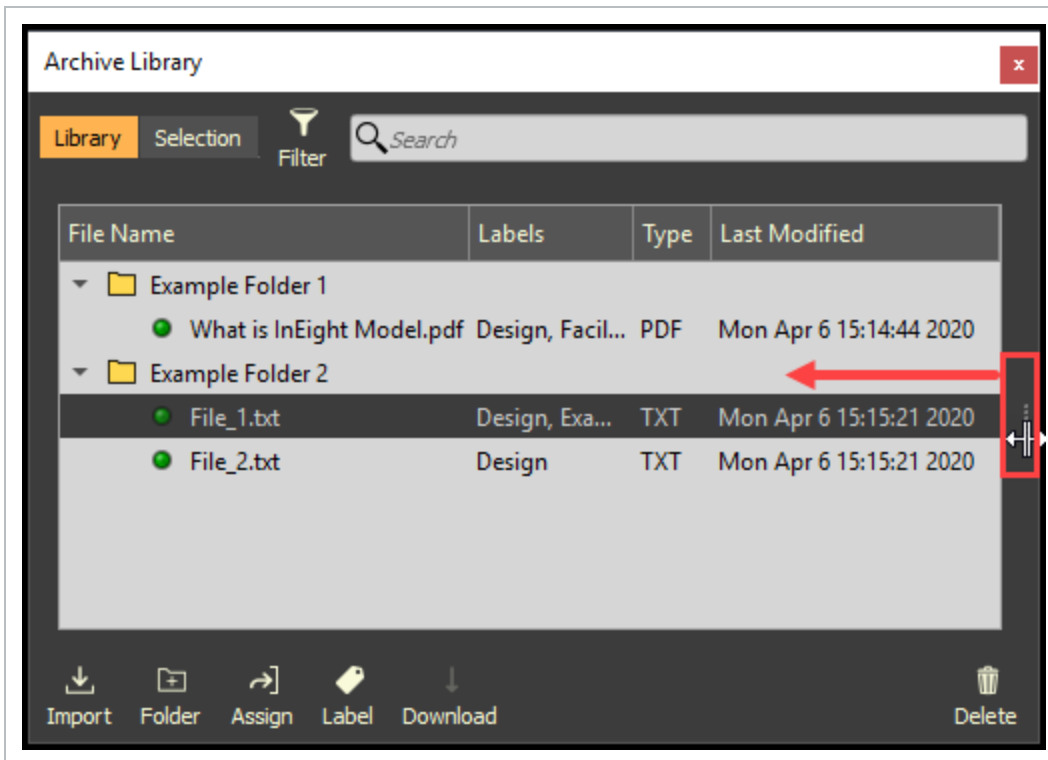 Archive Library
x
Library Selection Filter Search
File Name Labels Type Last Modified
Example Folder 1
What is InEight Model.pdf Design, Facil... PDF Mon Apr 6 15:14:44 2020
Example Folder 2
File_1.txt Design, Exa... TXT Mon Apr 6 15:15:21 2020
File_2.txt Design TXT Mon Apr 6 15:15:21 2020
Import Folder Assign Label Download Delete